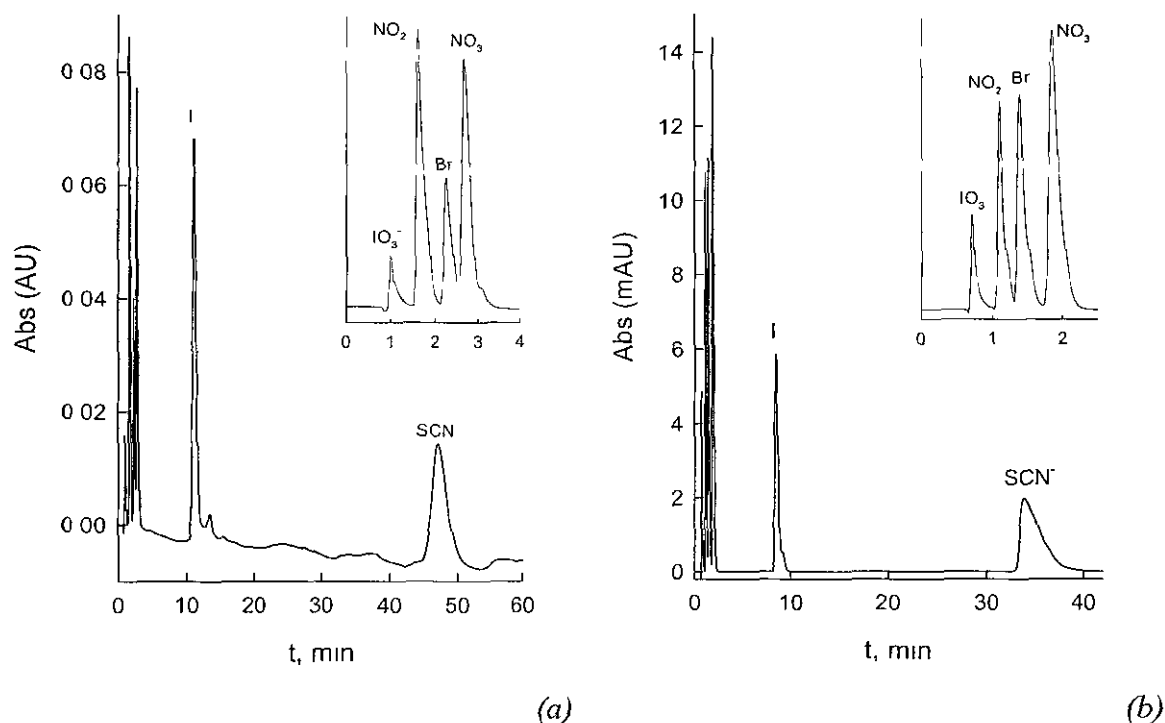 NO₂
NO₃
Br
IO₃⁻
0 1 2 3 4
0 08
0 06
0 04
0 02
0 00
Abs (AU)
I
SCN
0 10 20 30 40 50 60
t, min
(a)
NO₃
NO₂
Br
IO₃
0 1 2
14
12
10
8
6
4
2
0
Abs (mAU)
I
SCN⁻
0 10 20 30 40
t, min
(b)